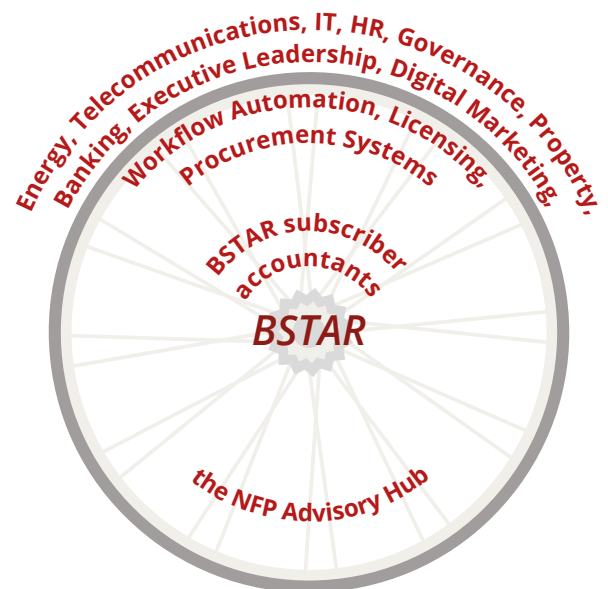 Energy, Telecommunications, IT, HR, Governance, Property,
Banking, Executive Leadership, Digital Marketing,
Workflow Automation, Licensing,
Procurement Systems
BSTAR subscriber
accountants
BSTAR
the NFP Advisory Hub